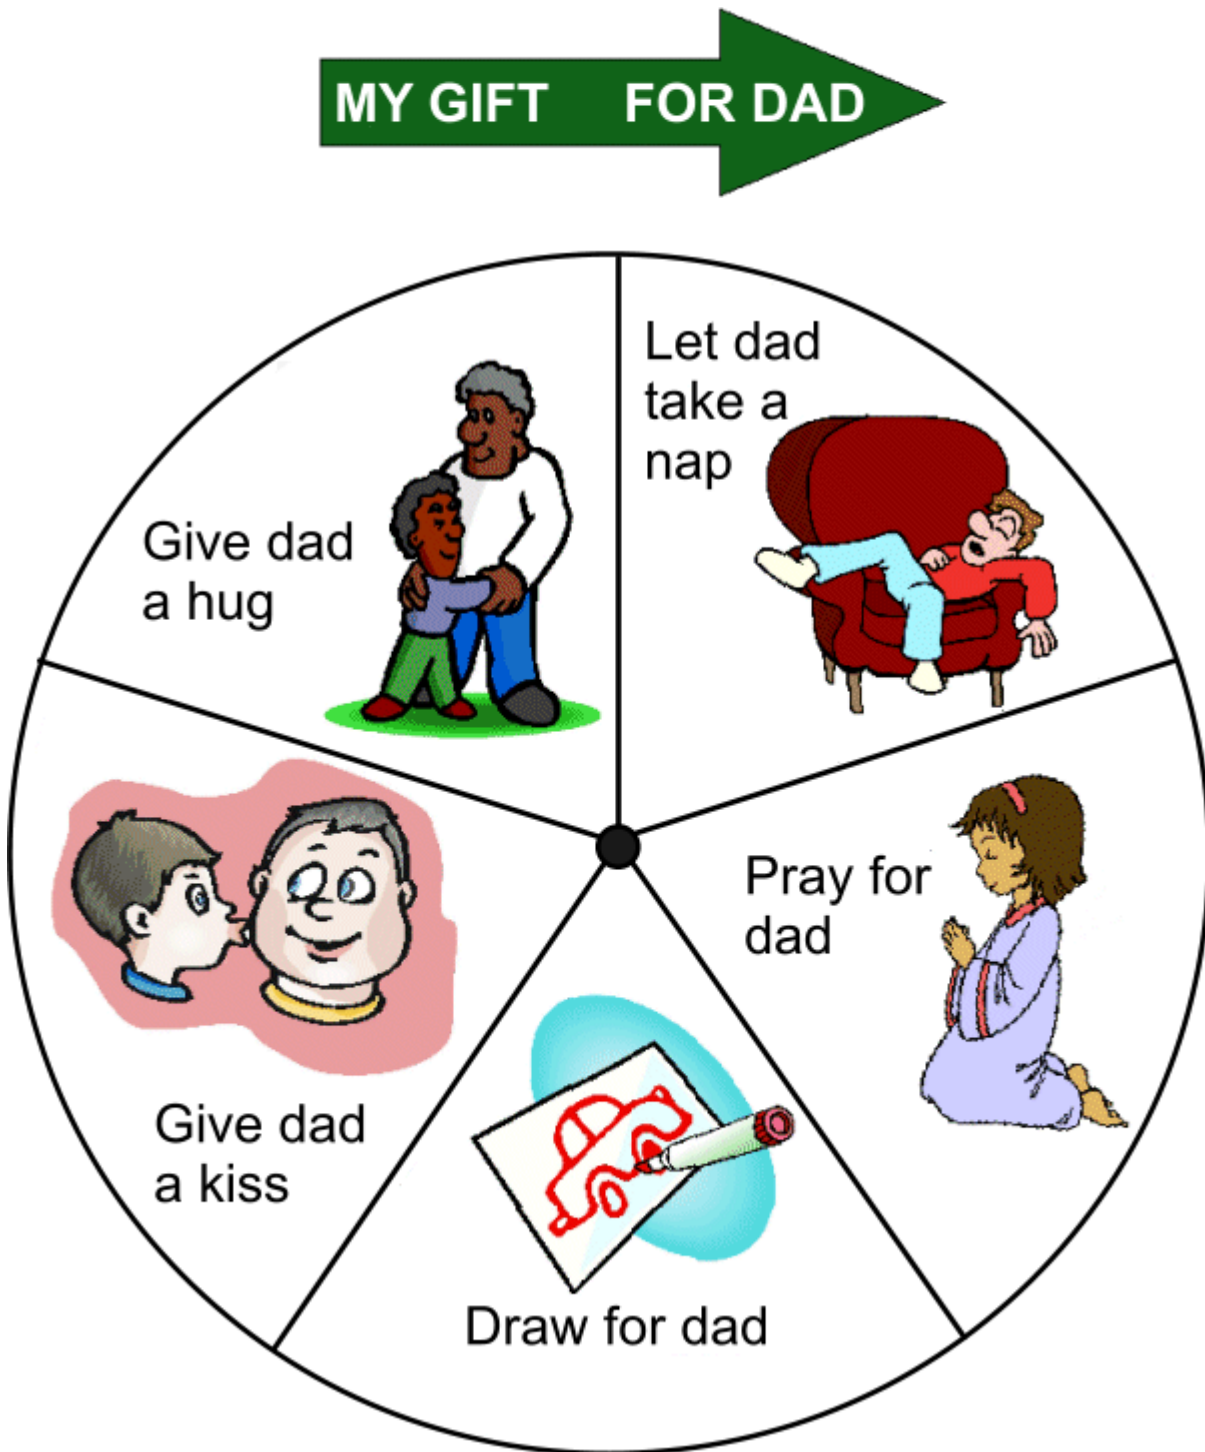 MY GIFT FOR DAD
Let dad
take a
nap
Give dad
a hug
Pray for
dad
Give dad
a kiss
Draw for dad